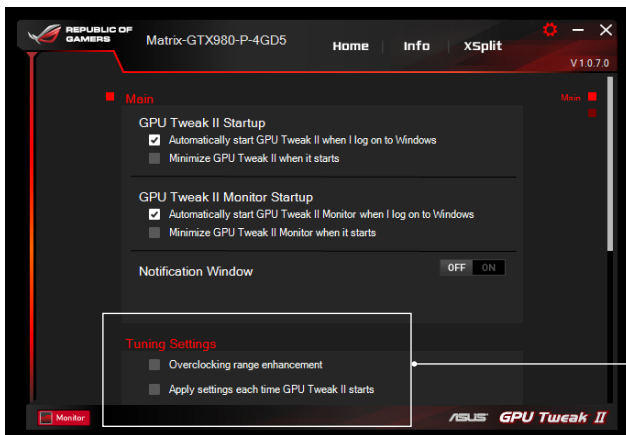 REPUBLIC OF
GAMERS
Matrix-GTX980-P-4GD5
Home
Info
XSplit
V 1.0.7.0
Main
Main
GPU Tweak II Startup
Automatically start GPU Tweak II when I log on to Windows
Minimize GPU Tweak II when it starts
GPU Tweak II Monitor Startup
Automatically start GPU Tweak II Monitor when I log on to Windows
Minimize GPU Tweak II Monitor when it starts
Notification Window
OFF ON
Tuning Settings
Overclocking range enhancement
Apply settings each time GPU Tweak II starts
Monitor
ASUS GPU Tweak II